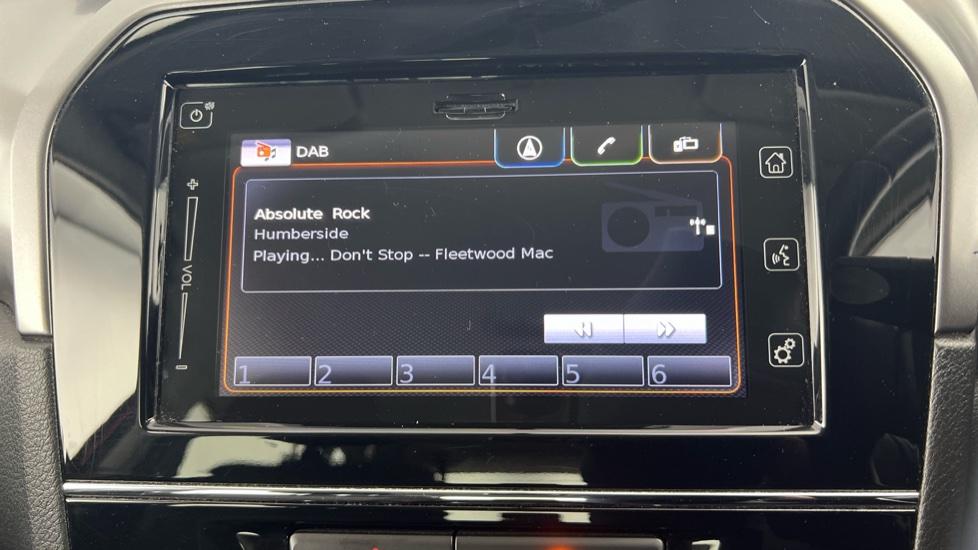 DAB
Absolute Rock
Humberside
Playing... Don't Stop -- Fleetwood Mac
VOL
1 2 3 4 5 6